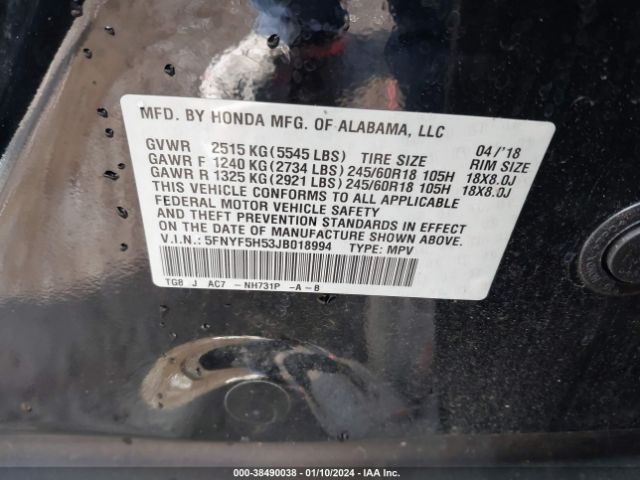 MFD. BY HONDA MFG. OF ALABAMA, LLC
04/'18
GVWR 2515 KG (5545 LBS) TIRE SIZE RIM SIZE
GAWR F 1240 KG (2734 LBS) 245/60R18 105H 18X8.0J
GAWR R 1325 KG (2921 LBS) 245/60R18 105H 18X8.0J
THIS VEHICLE CONFORMS TO ALL APPLICABLE
FEDERAL MOTOR VEHICLE SAFETY
AND THEFT PREVENTION STANDARDS IN EFFECT
ON THE DATE OF MANUFACTURE SHOWN ABOVE.
V.I.N.: 5FNYF5H53JB018994 TYPE: MPV
TG8 J AC7 - NH731P -A - B
000-38490038 - 01/10/2024 - IAA Inc.